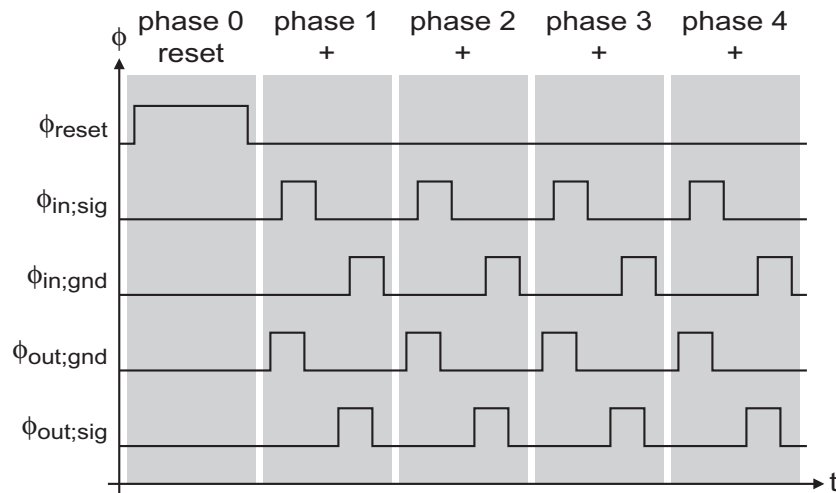 phase 0 phase 1 phase 2 phase 3 phase 4
ϕ reset + + + +
ϕreset
ϕin;sig
ϕin;gnd
ϕout;gnd
ϕout;sig
t